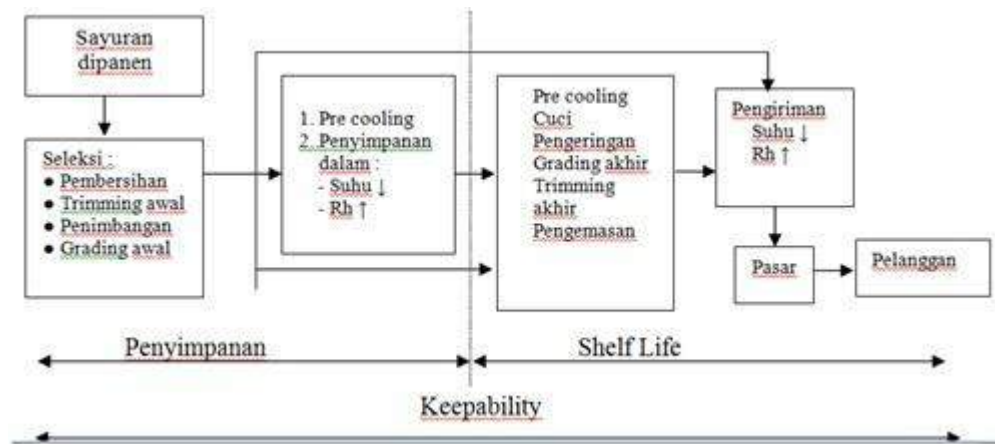 Sayuran
dipanen
Seleksi :
● Pembersihan
● Trimming awal
● Penimbangan
● Grading awal
1. Pre cooling
2. Penyimpanan
dalam :
- Suhu ↓
- Rh ↑
Pre cooling
Cuci
Pengeringan
Grading akhir
Trimming
akhir
Pengemasan
Pengiriman
Suhu ↓
Rh ↑
Pasar
Pelanggan
Penyimpanan
Shelf Life
Keepability